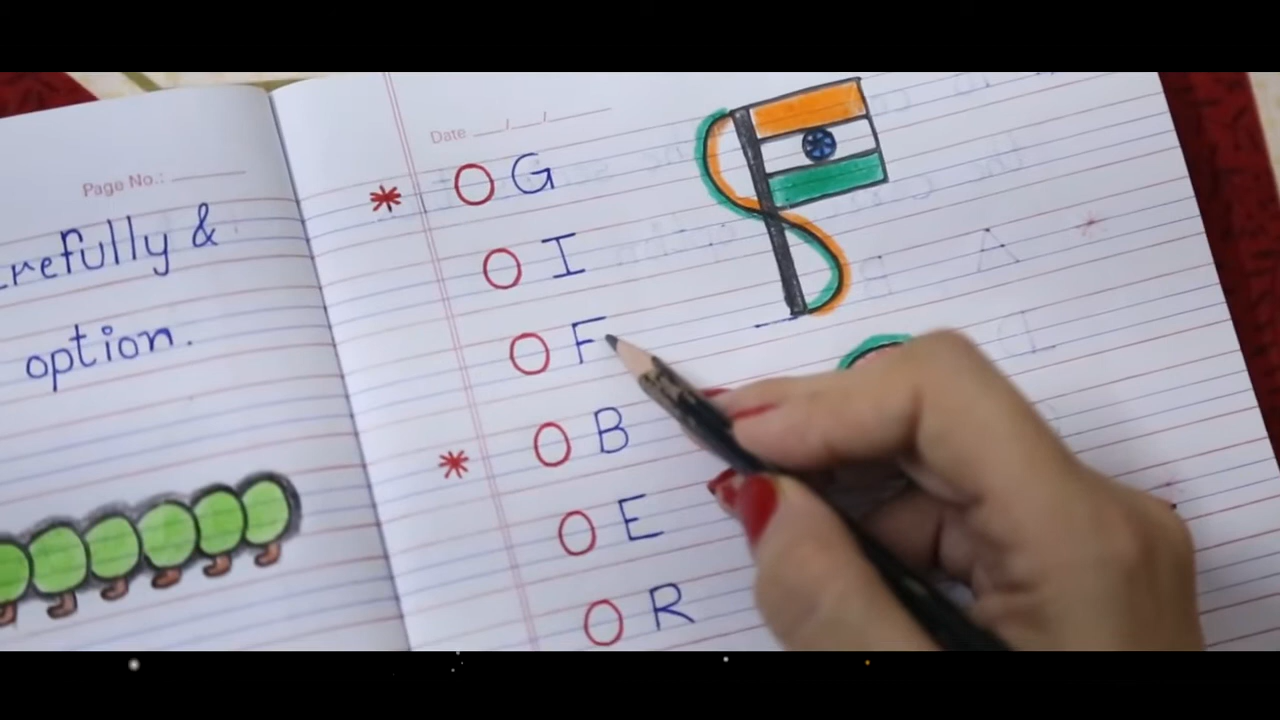 Page No.:
refully &
option.
Date
* O G
O I
O F
* O B
O E
O R